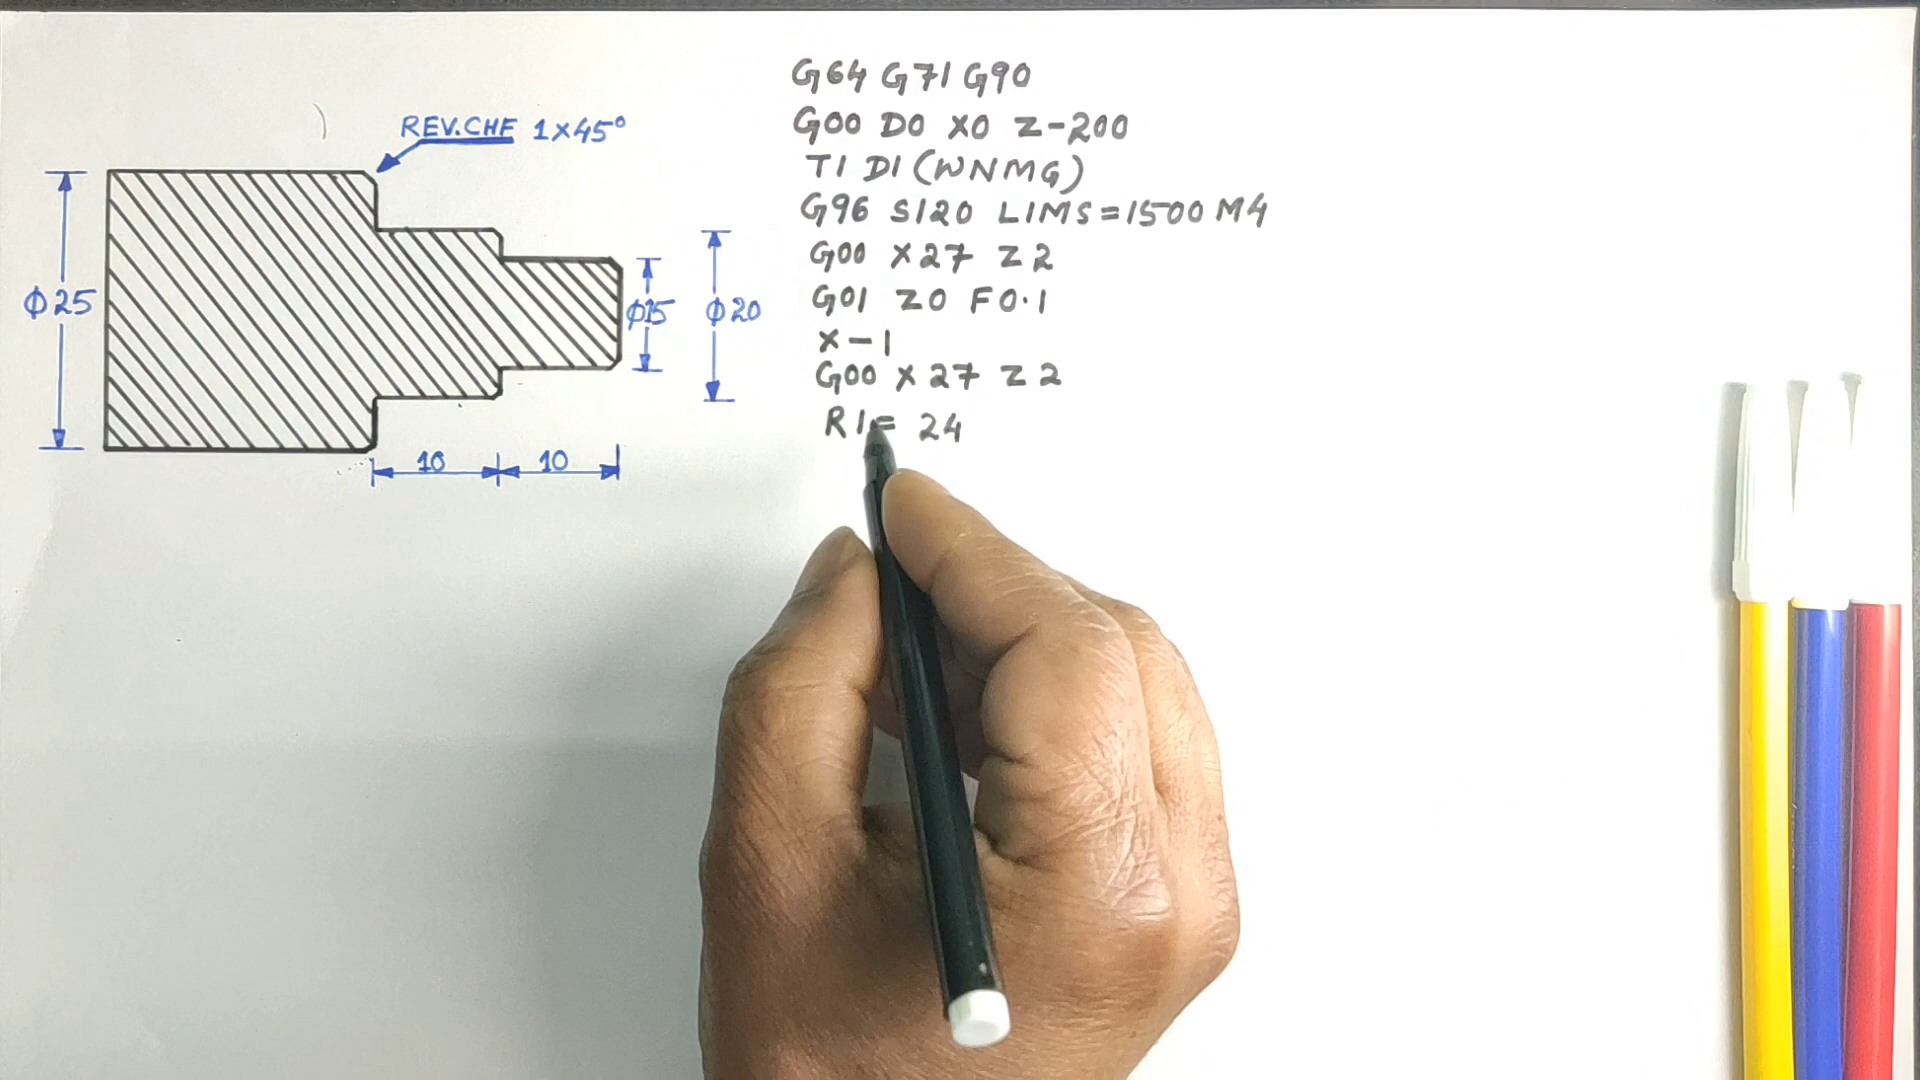 REV.CHF 1X45°
Φ25
Φ15
Φ20
10
10
G64 G71 G90
G00 D0 X0 Z-200
T1 D1 (WNMG)
G96 S120 LIMS=1500 M4
G00 X27 Z2
G01 Z0 F0.1
X-1
G00 X27 Z2
R1= 24